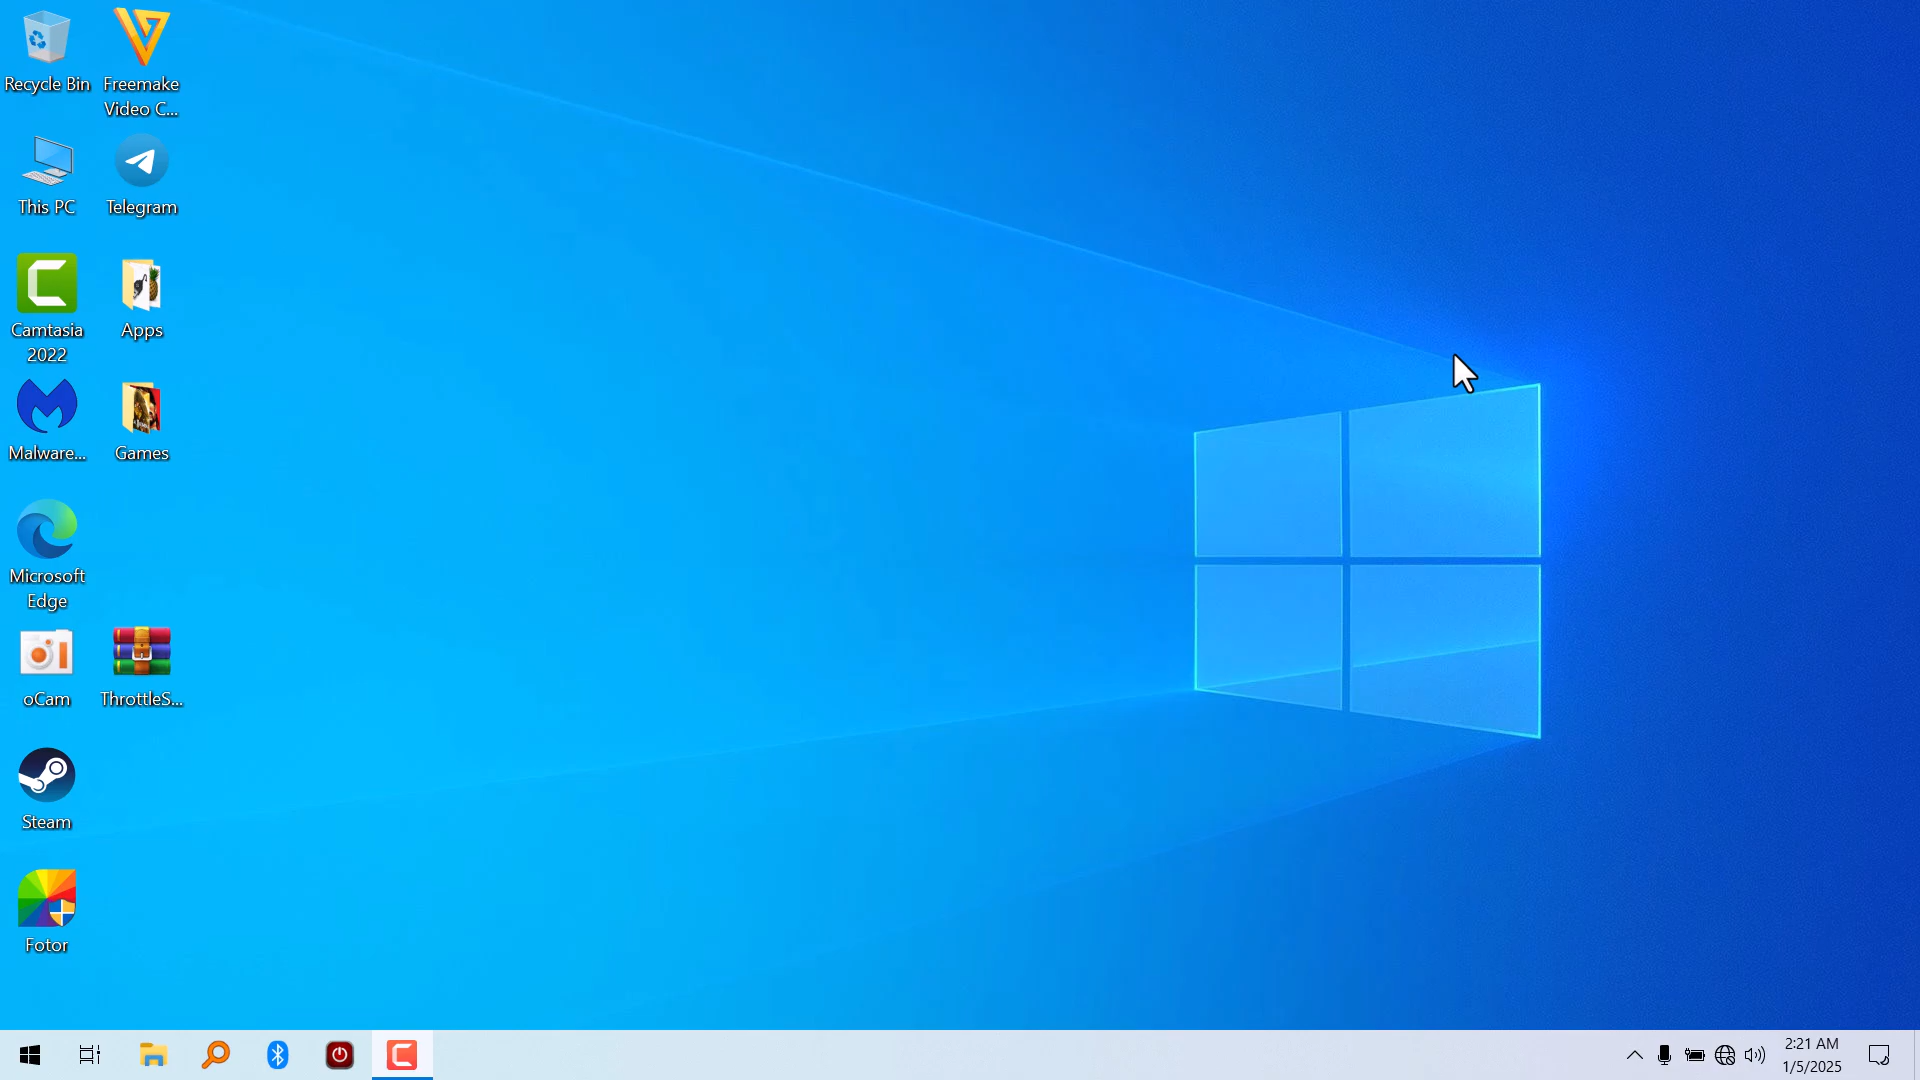 Recycle Bin
Freemake
Video C...
This PC
Telegram
Camtasia
2022
Apps
Malware...
Games
Microsoft
Edge
oCam
ThrottleS...
Steam
Fotor
2:21 AM
1/5/2025